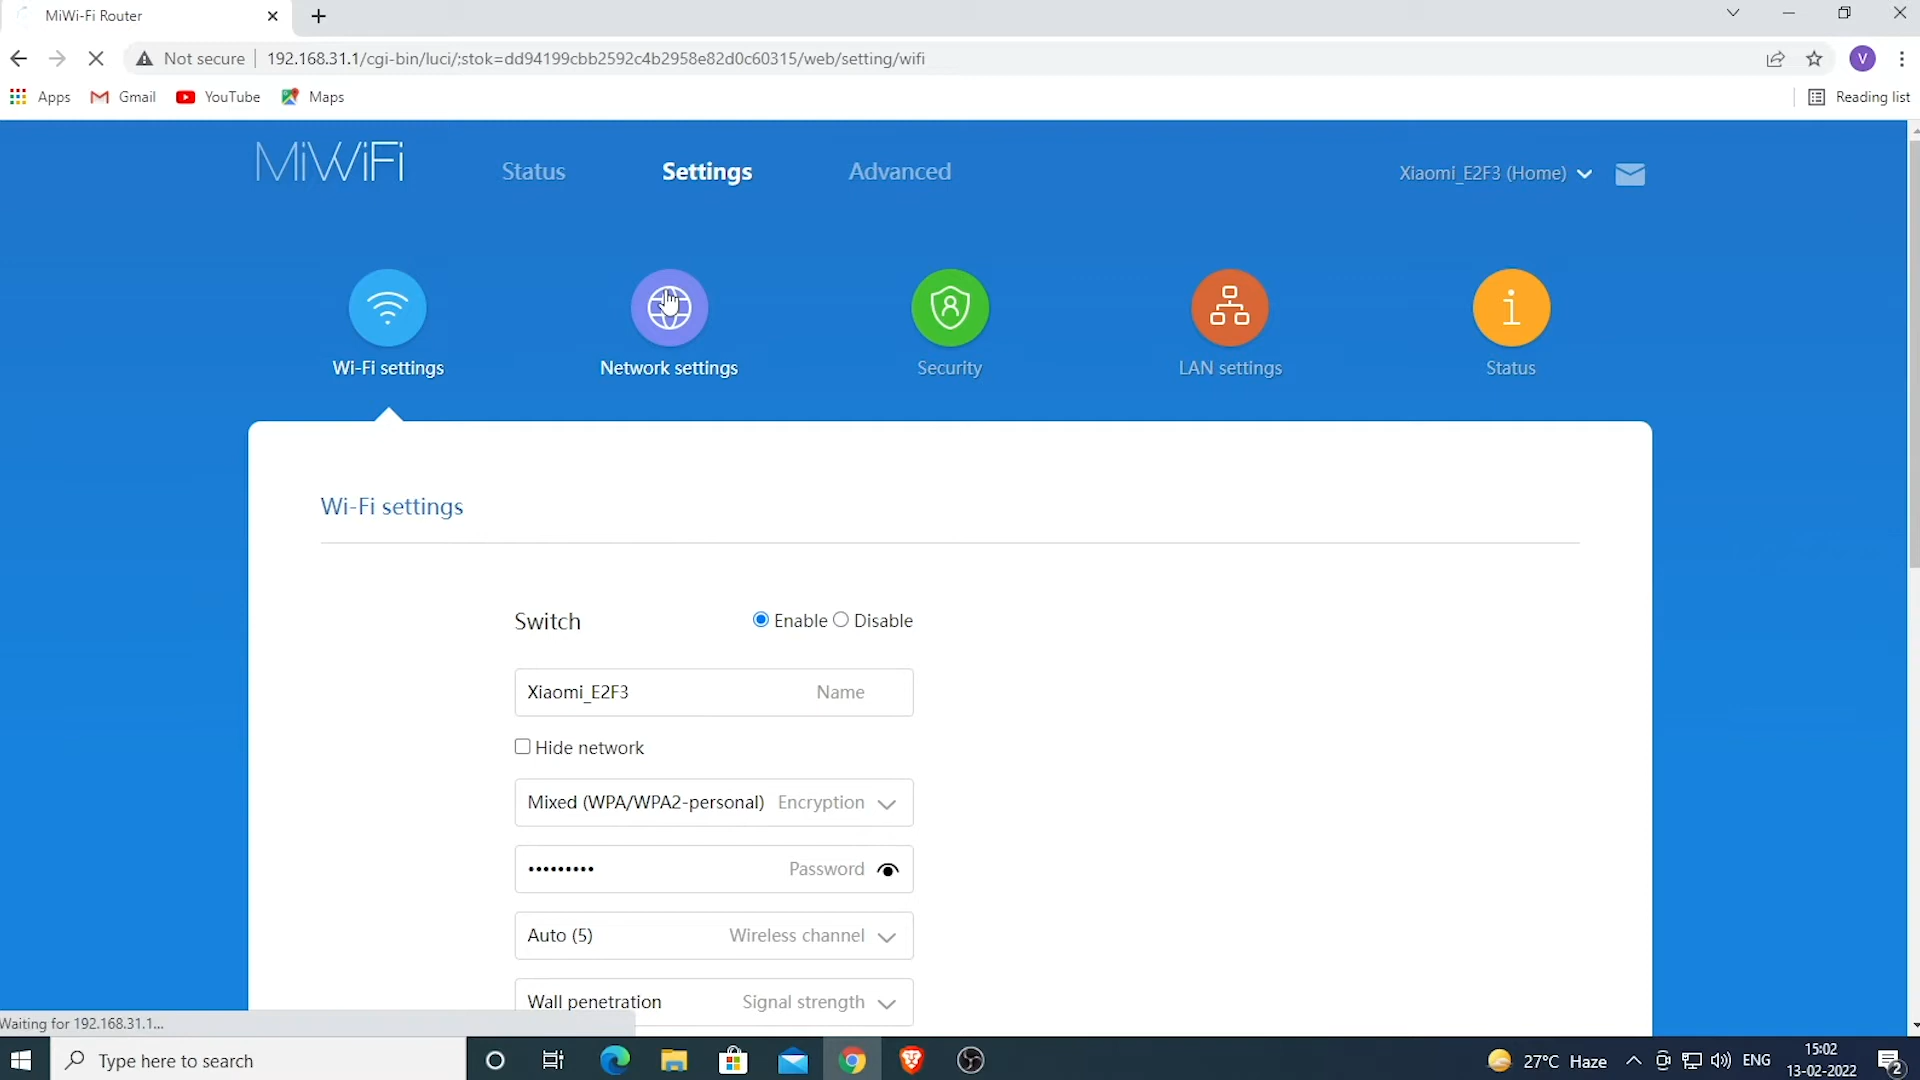 MiWi-Fi Router
Not secure 192.168.31.1/cgi-bin/luci/;stok=dd94199cbb2592c4b2958e82d0c60315/web/setting/wifi
V
Apps Gmail YouTube Maps Reading list
MiWiFi Status Settings Advanced Xiaomi_E2F3 (Home)
Wi-Fi settings Network settings Security LAN settings Status
Wi-Fi settings
Switch Enable Disable
Xiaomi_E2F3 Name
Hide network
Mixed (WPA/WPA2-personal) Encryption
••••••••• Password
Auto (5) Wireless channel
Wall penetration Signal strength
Waiting for 192.168.31.1...
Type here to search 27°C Haze ENG 15:02
13-02-2022 2